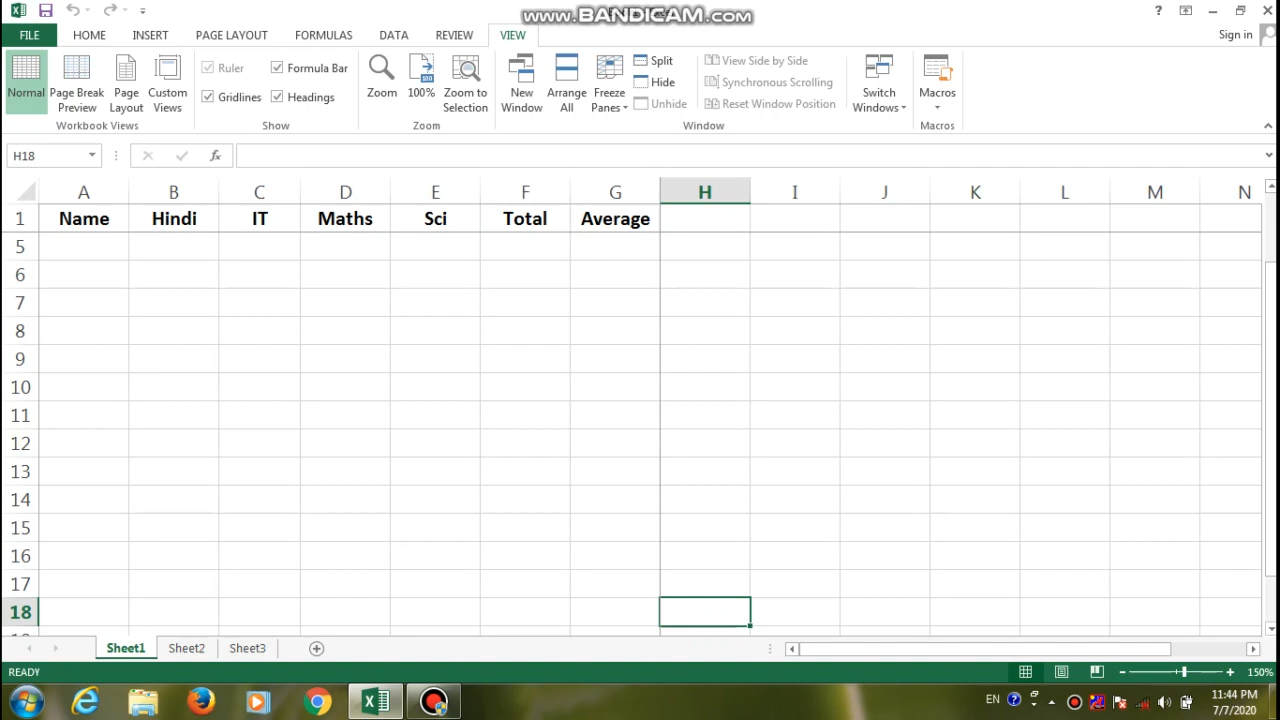 www.BANDICAM.com
?
FILE HOME INSERT PAGE LAYOUT FORMULAS DATA REVIEW VIEW Sign in
Normal
Page Break Preview
Page Layout
Custom Views
Workbook Views
Ruler
Formula Bar
Gridlines
Headings
Show
Zoom
100%
Zoom to Selection
Zoom
New Window
Arrange All
Freeze Panes
Split
Hide
Unhide
View Side by Side
Synchronous Scrolling
Reset Window Position
Window
Switch Windows
Macros
Macros
H18 fx
A B C D E F G H I J K L M N
1 Name Hindi IT Maths Sci Total Average
5
6
7
8
9
10
11
12
13
14
15
16
17
18
Sheet1 Sheet2 Sheet3
READY 150%
EN 11:44 PM
7/7/2020